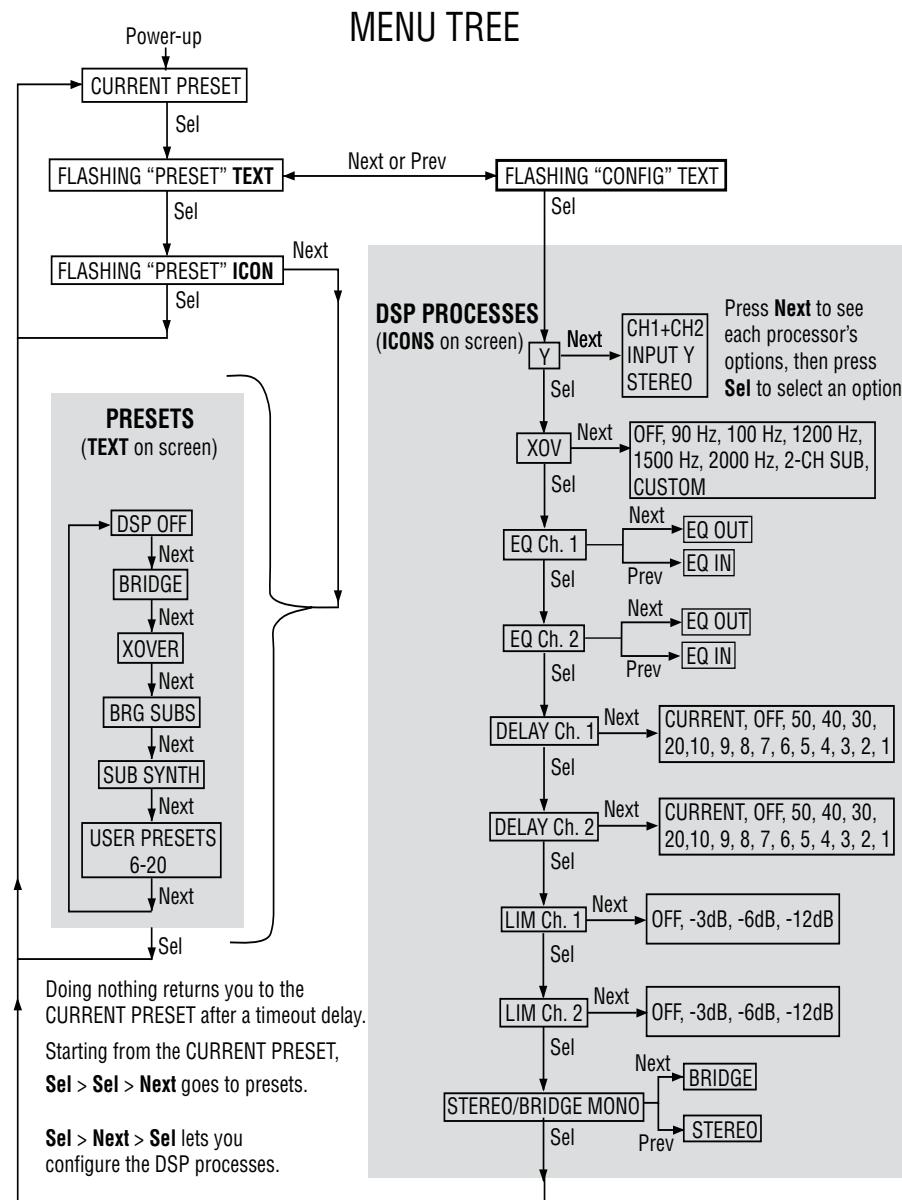 MENU TREE
Power-up
CURRENT PRESET
Sel
FLASHING “PRESET” TEXT
Next or Prev
FLASHING “CONFIG” TEXT
Sel
Sel
FLASHING “PRESET” ICON
Next
Sel
PRESETS
(TEXT on screen)
DSP OFF
Next
BRIDGE
Next
XOVER
Next
BRG SUBS
Next
SUB SYNTH
Next
USER PRESETS
6-20
Next
Sel
Doing nothing returns you to the
CURRENT PRESET after a timeout delay.
Starting from the CURRENT PRESET,
Sel > Sel > Next goes to presets.
Sel > Next > Sel lets you
configure the DSP processes.
DSP PROCESSES
(ICONS on screen)
Y
Next
CH1+CH2
INPUT Y
STEREO
Press Next to see
each processor’s
options, then press
Sel to select an option
Sel
XOV
Next
OFF, 90 Hz, 100 Hz, 1200 Hz,
1500 Hz, 2000 Hz, 2-CH SUB,
CUSTOM
Sel
EQ Ch. 1
Next
EQ OUT
Prev
EQ IN
Sel
EQ Ch. 2
Next
EQ OUT
Prev
EQ IN
Sel
DELAY Ch. 1
Next
CURRENT, OFF, 50, 40, 30,
20,10, 9, 8, 7, 6, 5, 4, 3, 2, 1
Sel
DELAY Ch. 2
Next
CURRENT, OFF, 50, 40, 30,
20,10, 9, 8, 7, 6, 5, 4, 3, 2, 1
Sel
LIM Ch. 1
Next
OFF, -3dB, -6dB, -12dB
Sel
LIM Ch. 2
Next
OFF, -3dB, -6dB, -12dB
Sel
STEREO/BRIDGE MONO
Next
BRIDGE
Prev
STEREO
Sel